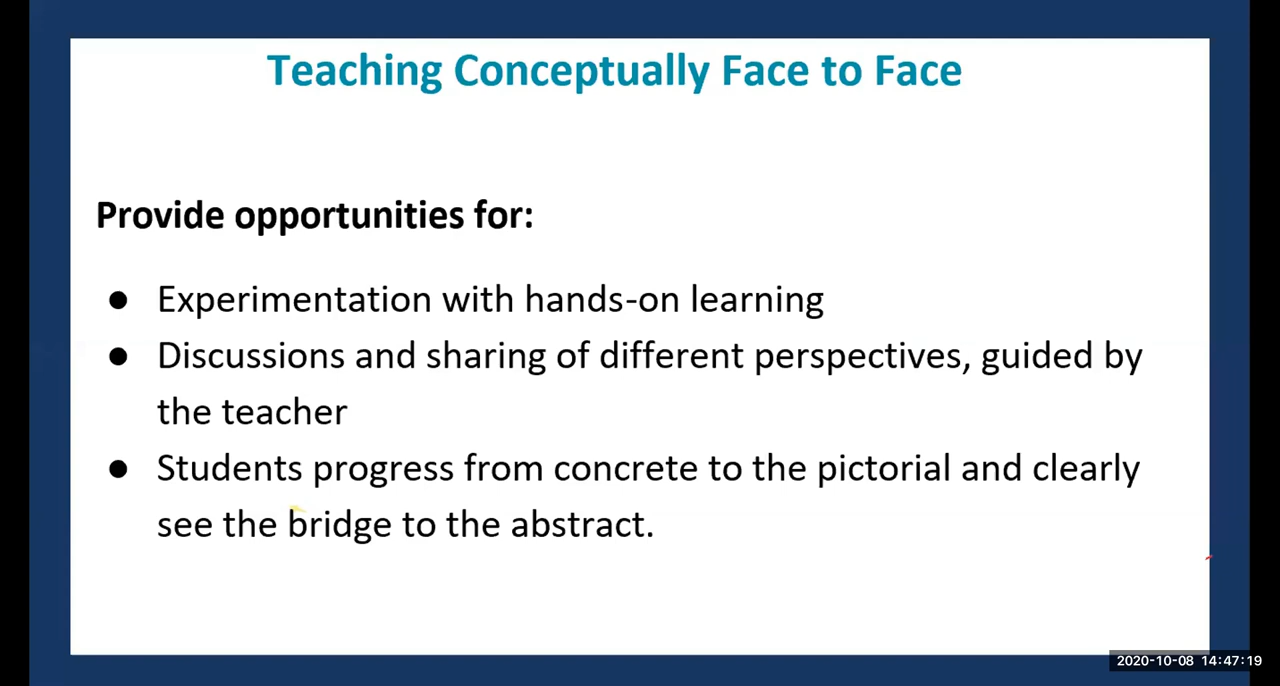 Teaching Conceptually Face to Face
Provide opportunities for:
● Experimentation with hands-on learning
● Discussions and sharing of different perspectives, guided by
the teacher
● Students progress from concrete to the pictorial and clearly
see the bridge to the abstract.
2020-10-08 14:47:19